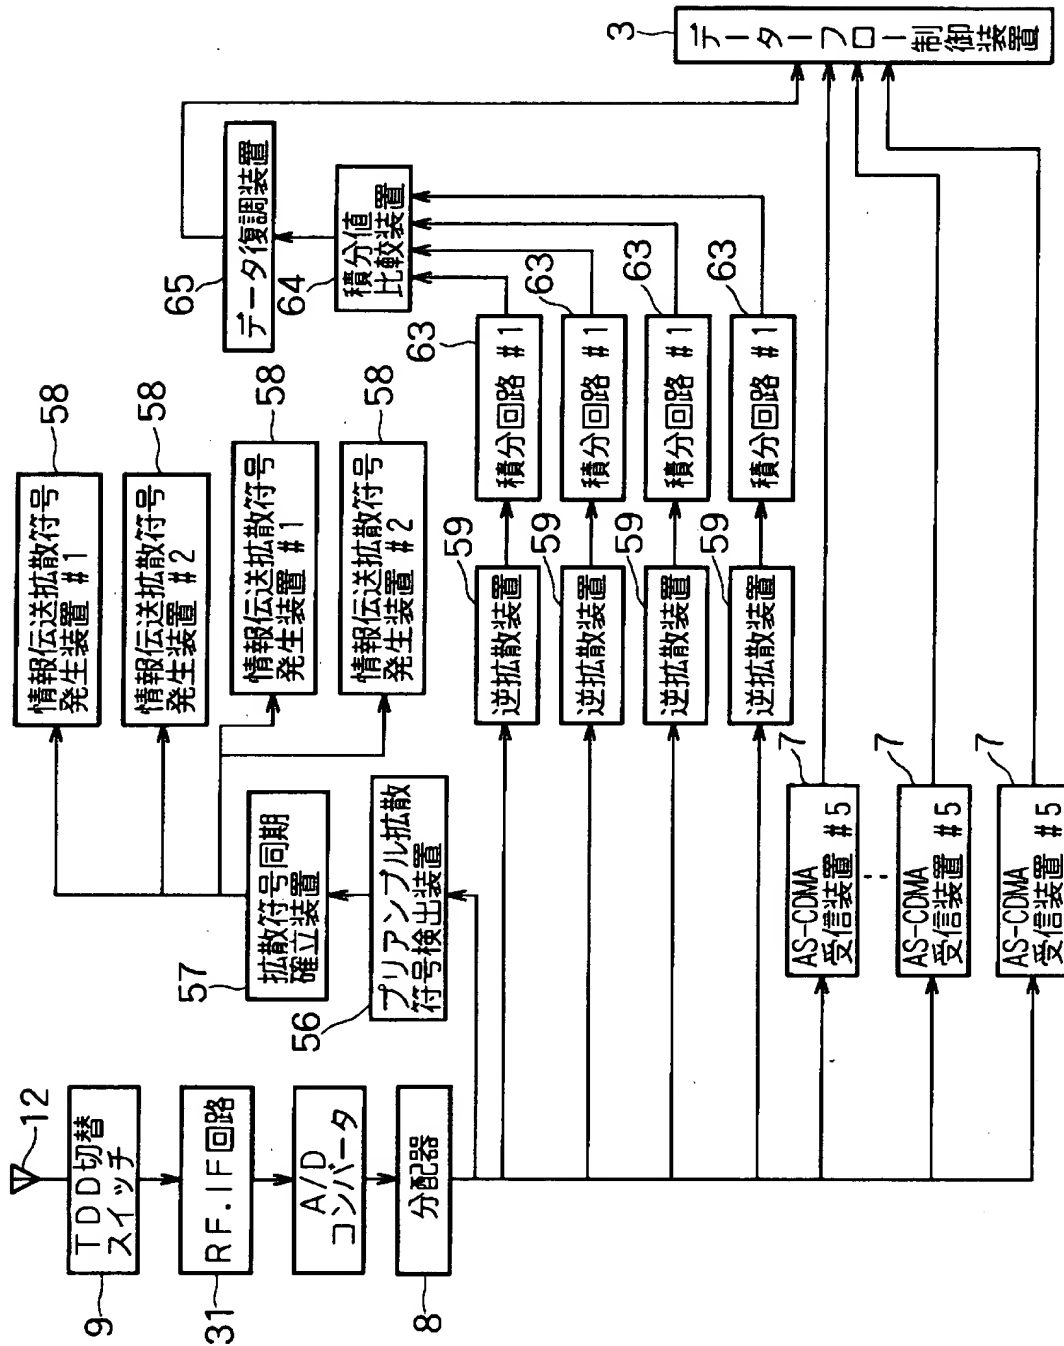 12
TDD切替
スイッチ
9
RF.IF回路
31
A/D
コンバータ
分配器
8
プリアンブル拡散
符号検出装置
56
拡散符号同期
確立装置
57
情報伝送拡散符号
発生装置 #1
58
情報伝送拡散符号
発生装置 #2
58
情報伝送拡散符号
発生装置 #1
58
情報伝送拡散符号
発生装置 #2
58
逆拡散装置
59
逆拡散装置
59
逆拡散装置
59
逆拡散装置
59
積分回路 #1
63
積分回路 #1
63
積分回路 #1
63
積分回路 #1
63
積分値
比較装置
64
データ復調装置
65
AS-CDMA
受信装置 #5
7
AS-CDMA
受信装置 #5
7
AS-CDMA
受信装置 #5
7
データーフロー制御装置
3